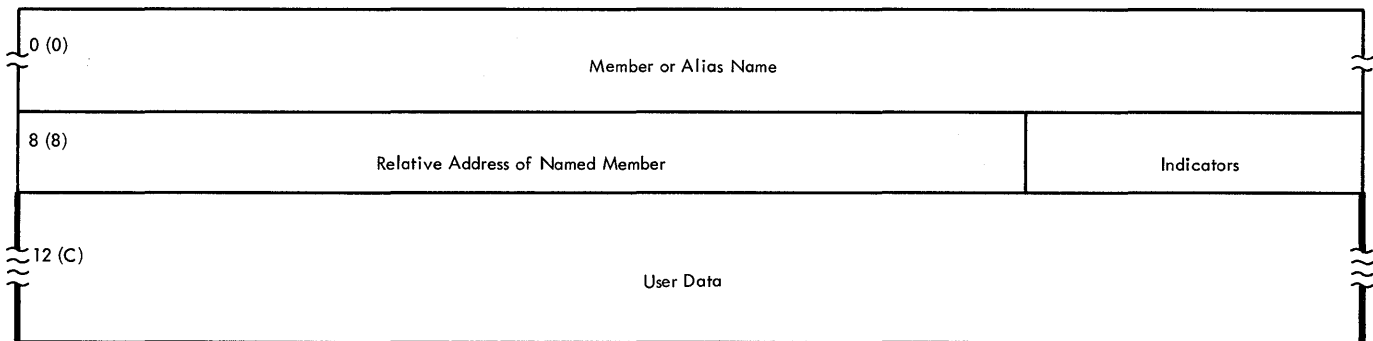 0 (0)
Member or Alias Name
8 (8)
Relative Address of Named Member
Indicators
12 (C)
User Data